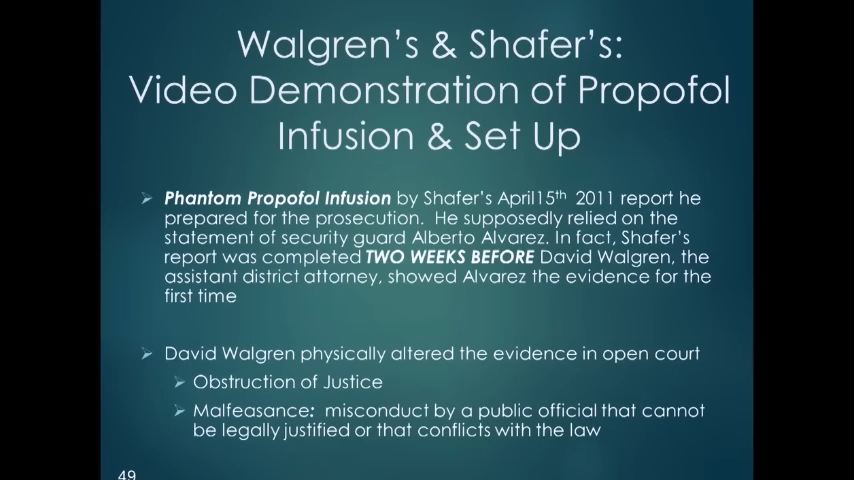 Walgren's & Shafer's:
Video Demonstration of Propofol
Infusion & Set Up
Phantom Propofol Infusion by Shafer's April15th 2011 report he
prepared for the prosecution. He supposedly relied on the
statement of security guard Alberto Alvarez. In fact, Shafer's
report was completed TWO WEEKS BEFORE David Walgren, the
assistant district attorney, showed Alvarez the evidence for the
first time
David Walgren physically altered the evidence in open court
Obstruction of Justice
Malfeasance: misconduct by a public official that cannot
be legally justified or that conflicts with the law
49